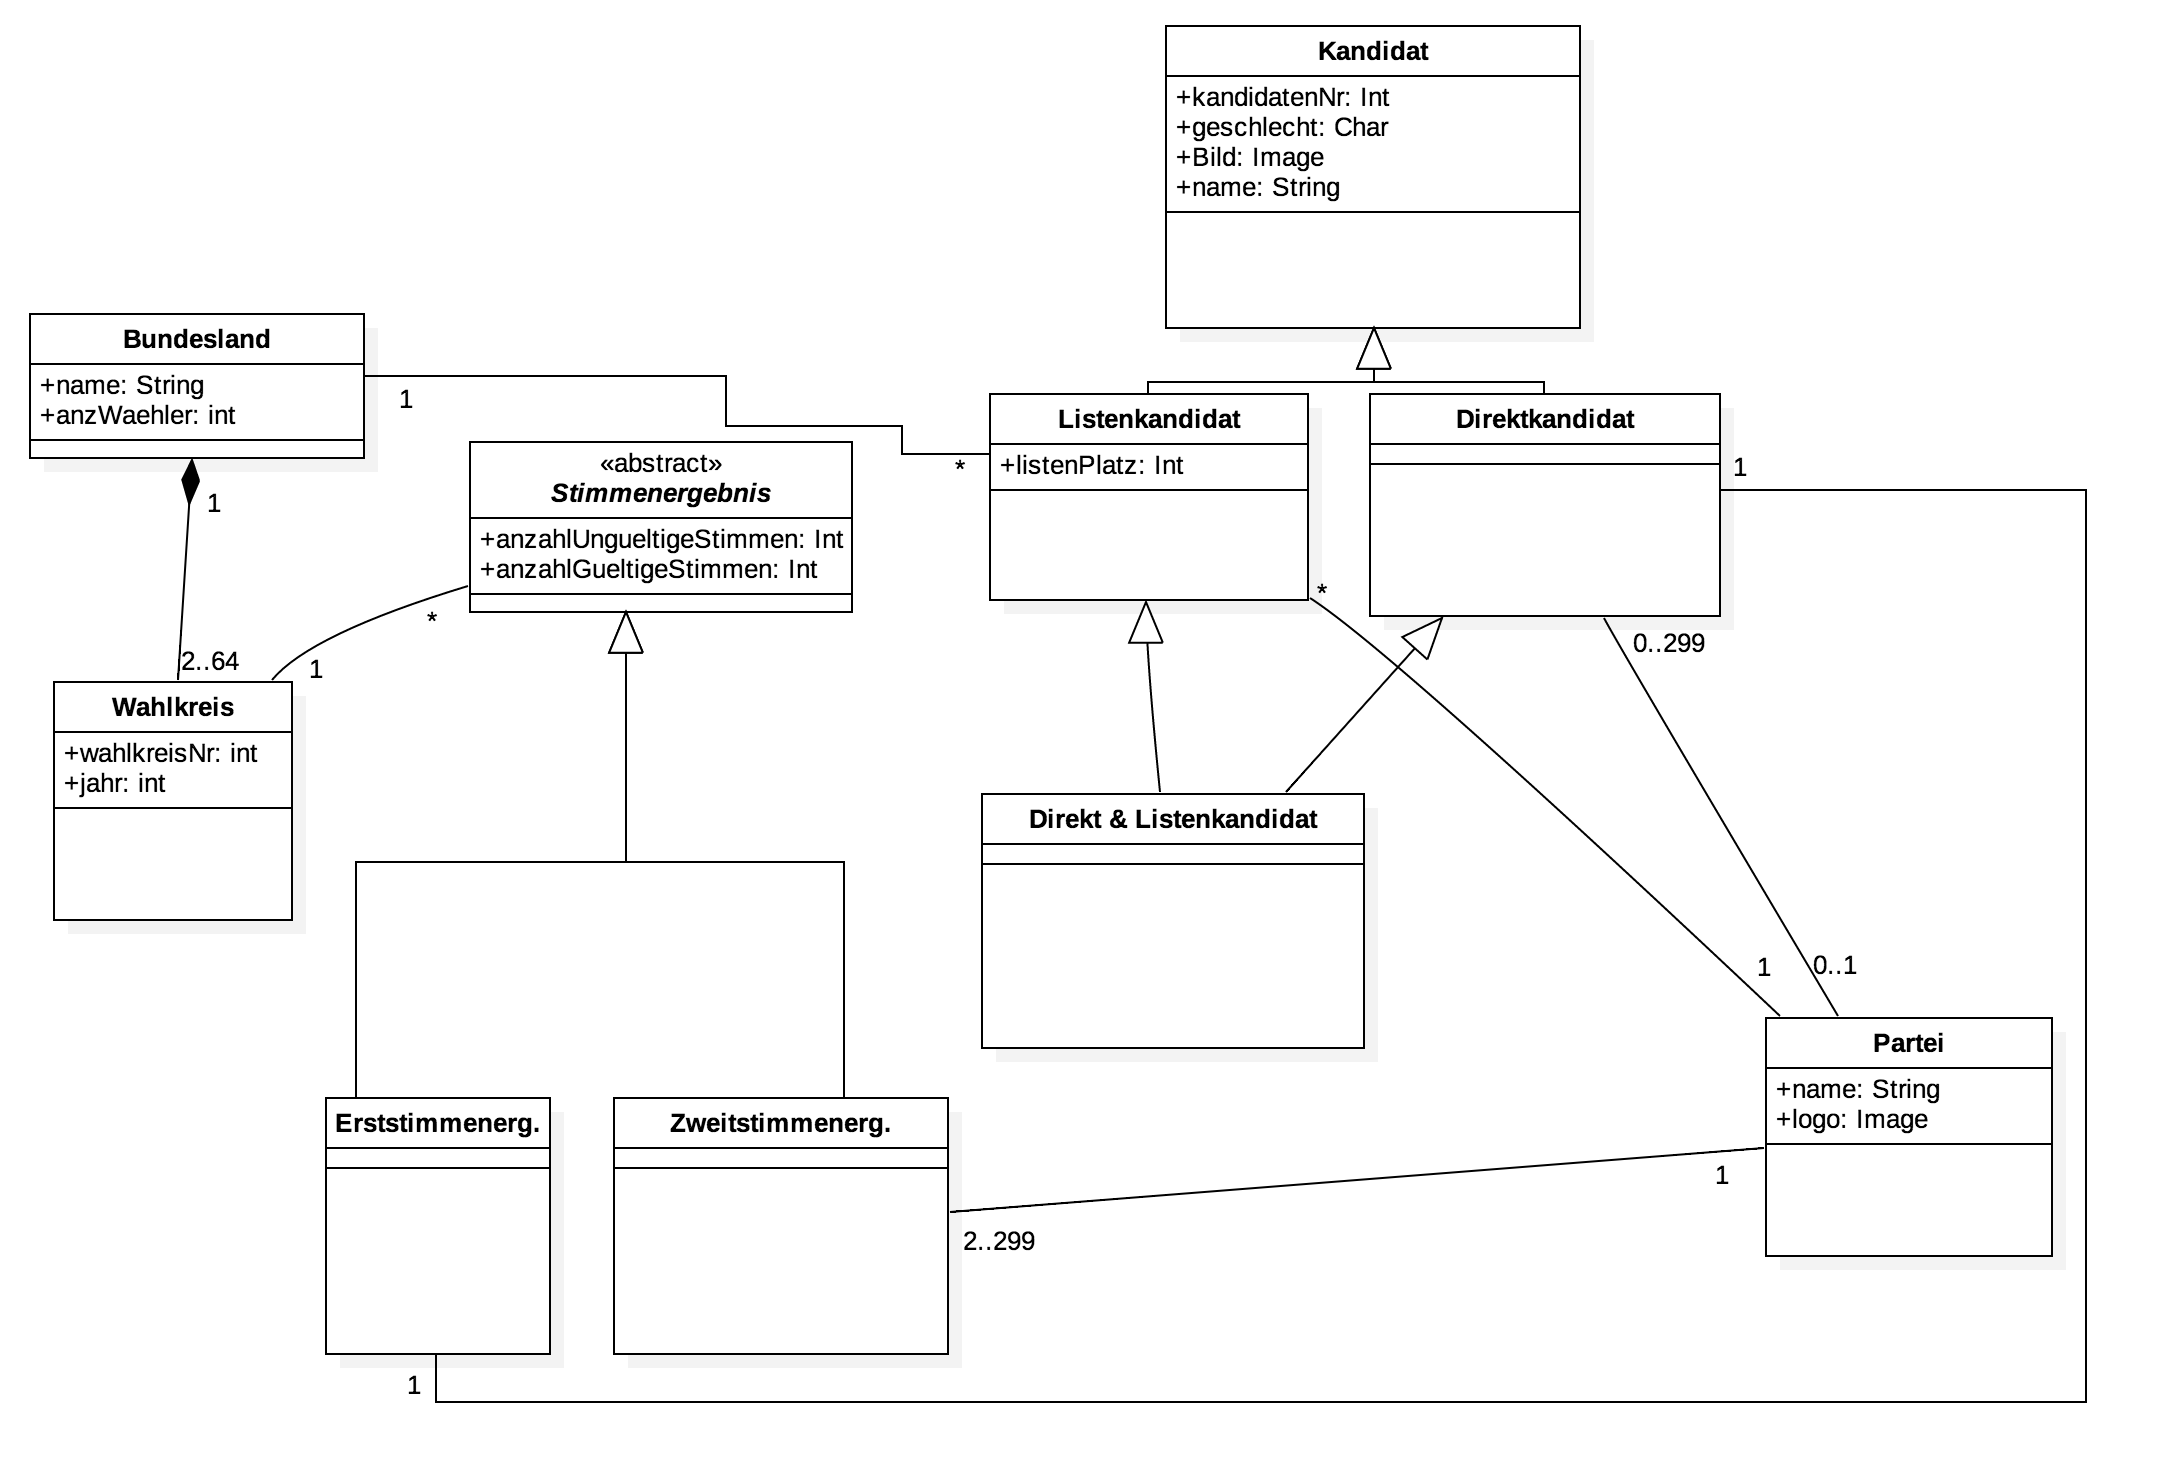 Kandidat
+kandidatenNr: Int
+geschlecht: Char
+Bild: Image
+name: String
Bundesland
+name: String
+anzWaehler: int
1
*
1
«abstract»
Stimmenergebnis
+anzahlUngueltigeStimmen: Int
+anzahlGueltigeStimmen: Int
Listenkandidat
+listenPlatz: Int
*
Direktkandidat
1
0..299
2..64
1
*
Wahlkreis
+wahlkreisNr: int
+jahr: int
Direkt & Listenkandidat
1
0..1
Partei
+name: String
+logo: Image
1
Erststimmenerg.
1
Zweitstimmenerg.
2..299